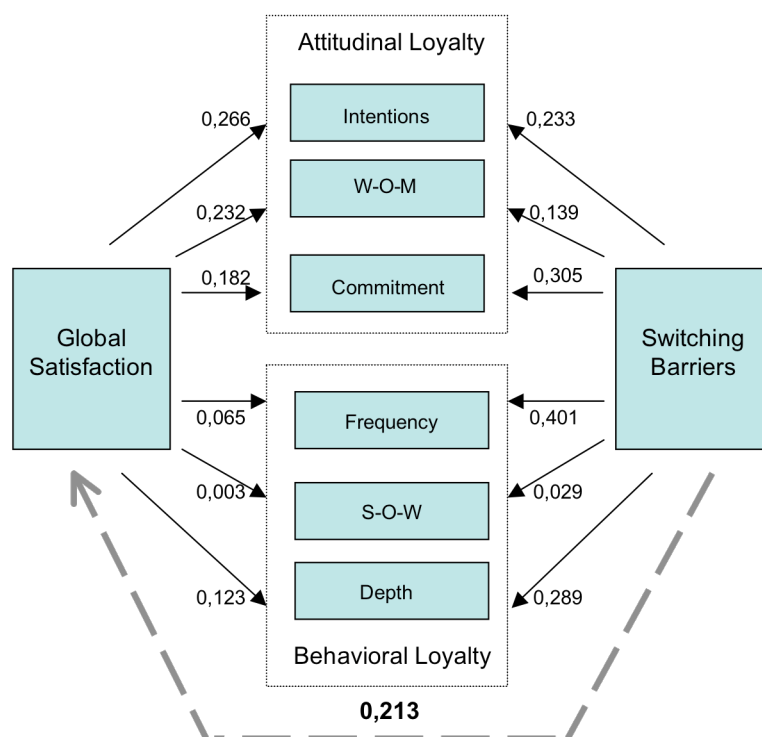 Attitudinal Loyalty
0,266
Intentions
0,233
W-O-M
0,232
0,139
0,182
Commitment
0,305
Global
Satisfaction
Switching
Barriers
0,065
Frequency
0,401
0,003
S-O-W
0,029
0,123
Depth
0,289
Behavioral Loyalty
0,213